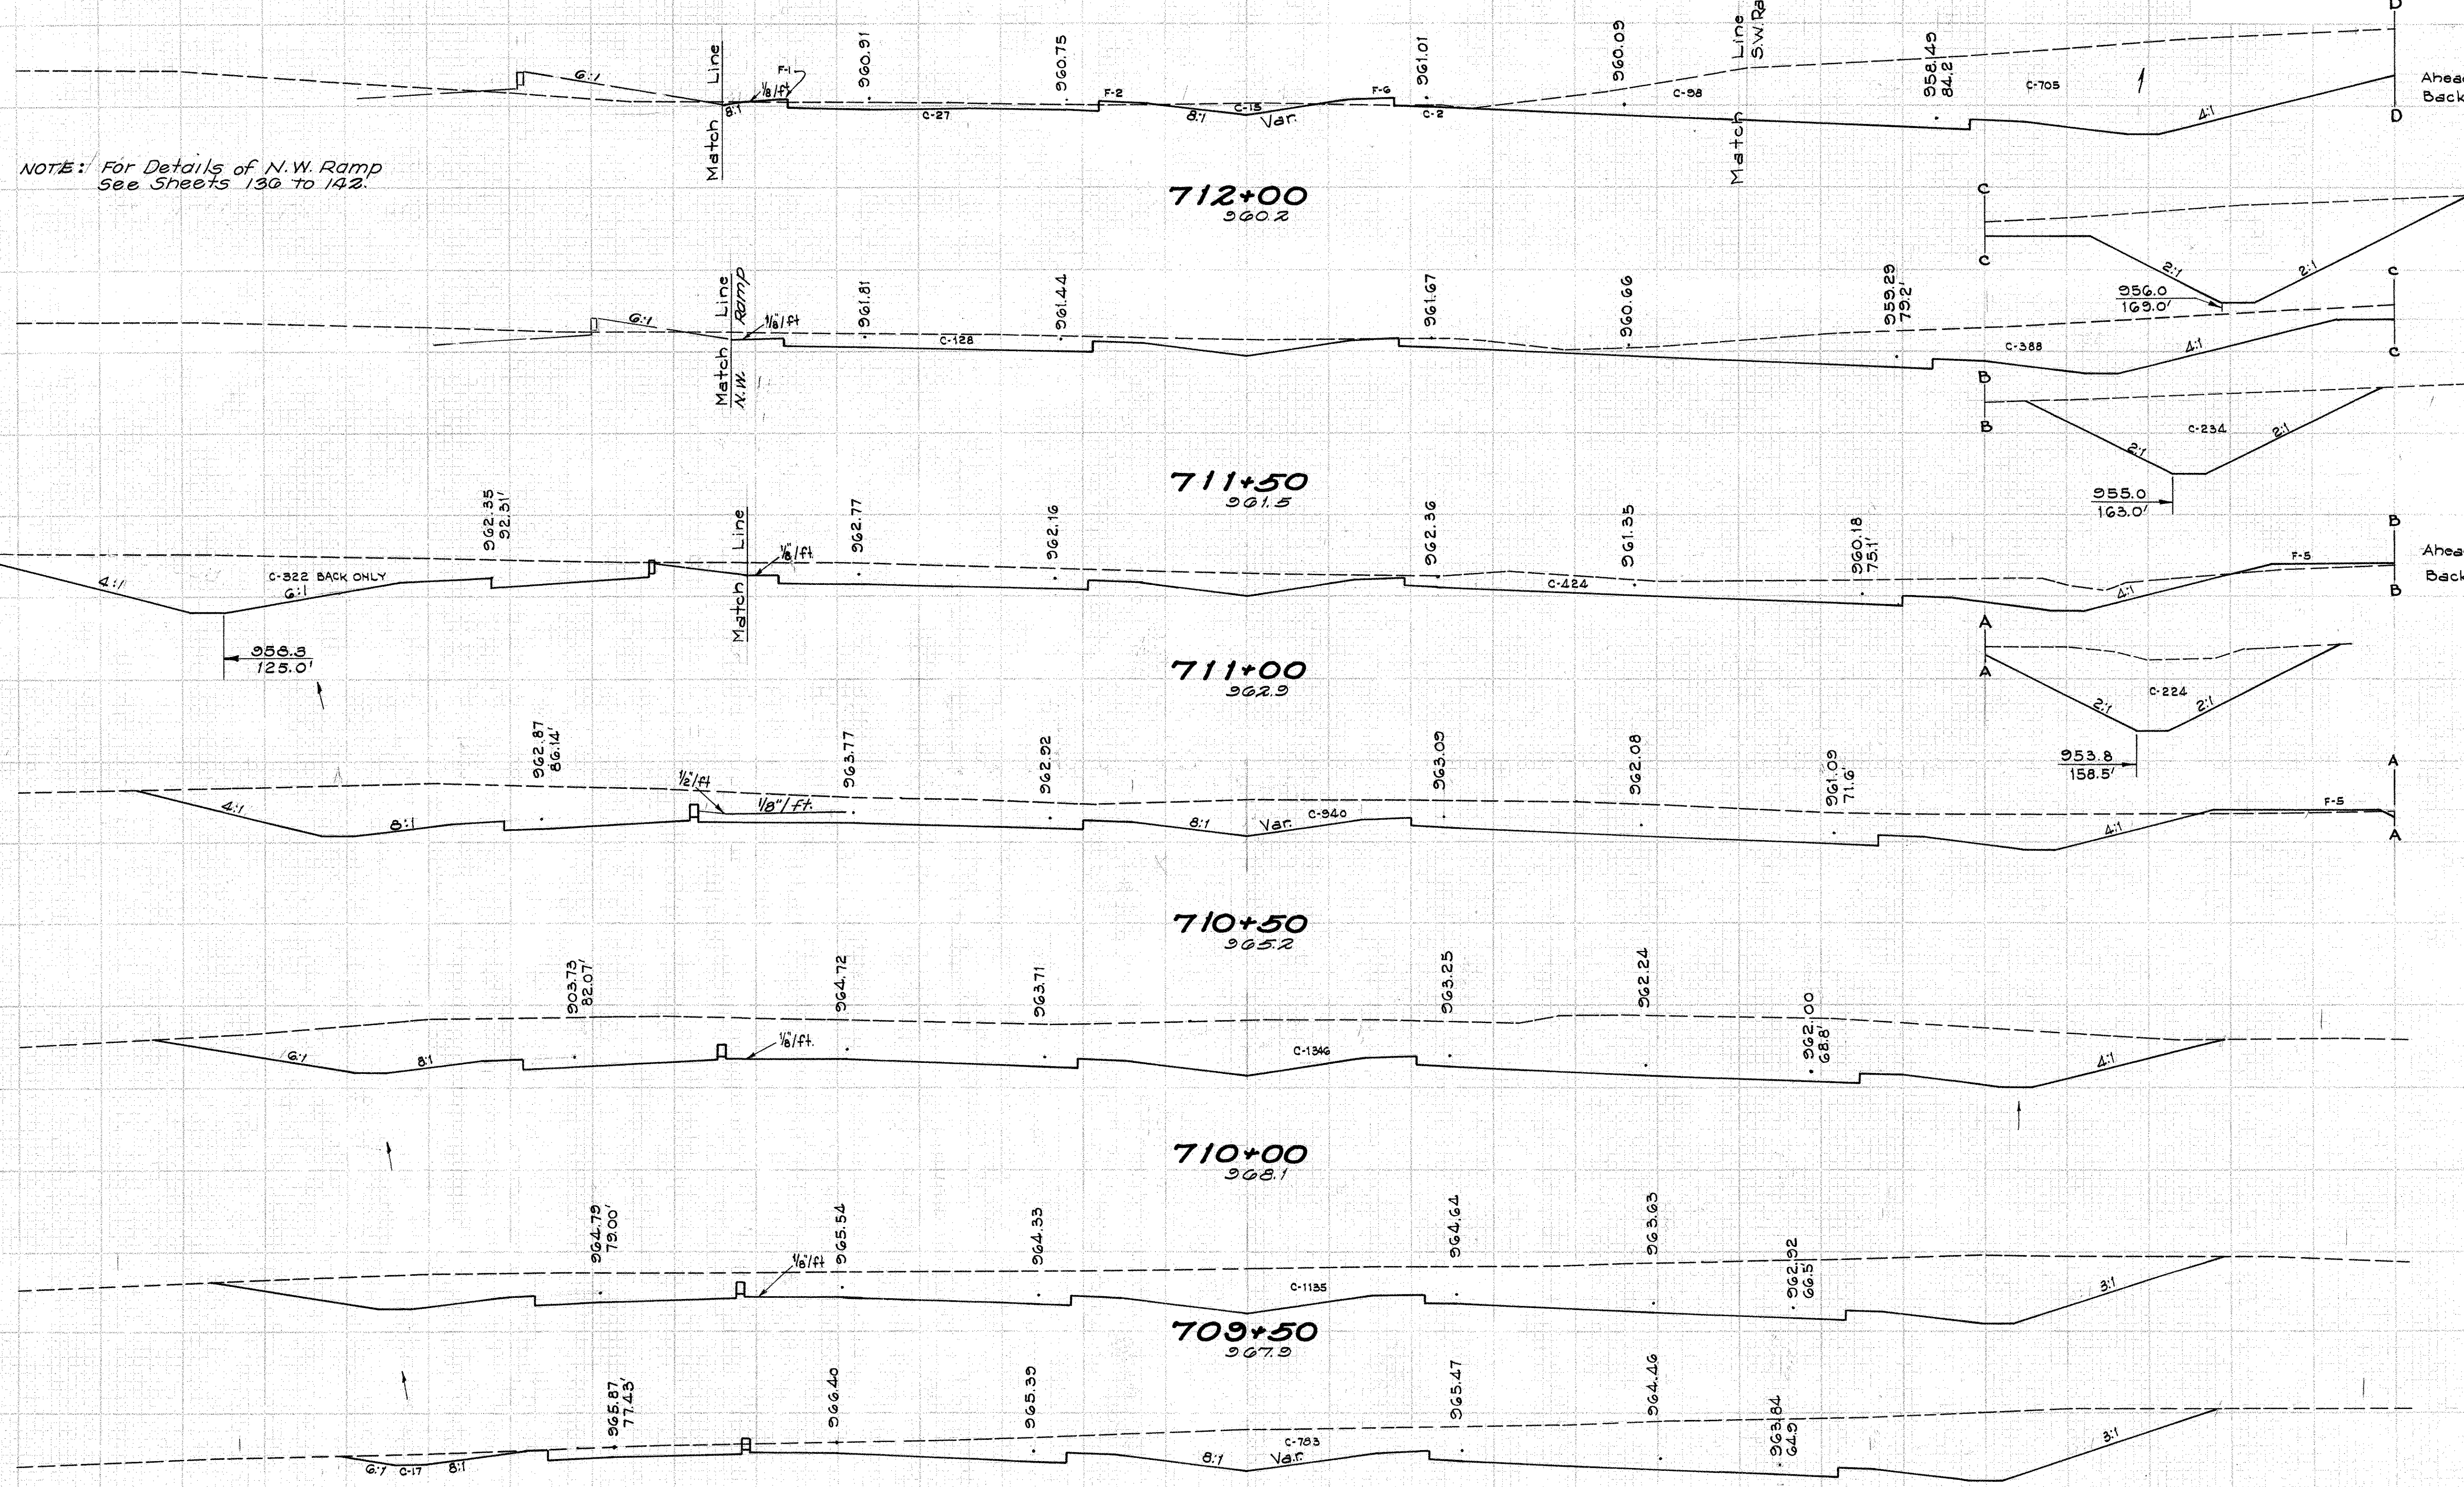 D
960.91
960.75
961.01
960.09
958.49
84.2'
Match Line
Match Line
S.W.Ra
6:1
F-1
1/8/ft
8:1
C-27
F-2
8:1
C-15
Var.
F-6
C-2
C-98
C-705
4:1
D
Ahea
Back
NOTE: For Details of N.W. Ramp
See Sheets 136 to 142.
712+00
960.2
C
C
2:1
2:1
956.0
169.0'
Match Line
N.W. Ramp
961.81
961.44
961.67
960.66
959.29
79.2'
6:1
1/8"/ft
C-128
C-388
4:1
C
C
B
B
C-234
2:1
2:1
955.0
163.0'
711+50
961.5
962.35
92.31'
Match Line
962.77
962.16
962.36
961.35
960.18
75.1'
4:1
C-322 BACK ONLY
6:1
1/8"/ft.
C-424
4:1
F-5
B
B
Ahea
Back
958.3
125.0'
711+00
962.9
A
A
C-224
2:1
2:1
953.8
158.5'
962.87
86.14'
963.77
962.92
963.09
962.08
961.09
71.6'
4:1
8:1
1/2"/ft
1/8"/ft.
8:1
Var.
C-940
4:1
F-5
A
A
710+50
965.2
903.73
82.07'
964.72
963.71
963.25
962.24
962.00
68.8'
6:1
8:1
1/8"/ft.
C-1346
4:1
710+00
968.1
964.79
79.00'
965.54
964.33
964.64
963.63
962.92
66.5'
1/8"/ft
C-1135
3:1
709+50
967.9
965.87
77.43'
966.40
965.39
965.47
964.46
963.84
64.9'
6:1
C-17
8:1
8:1
C-783
Var.
3:1